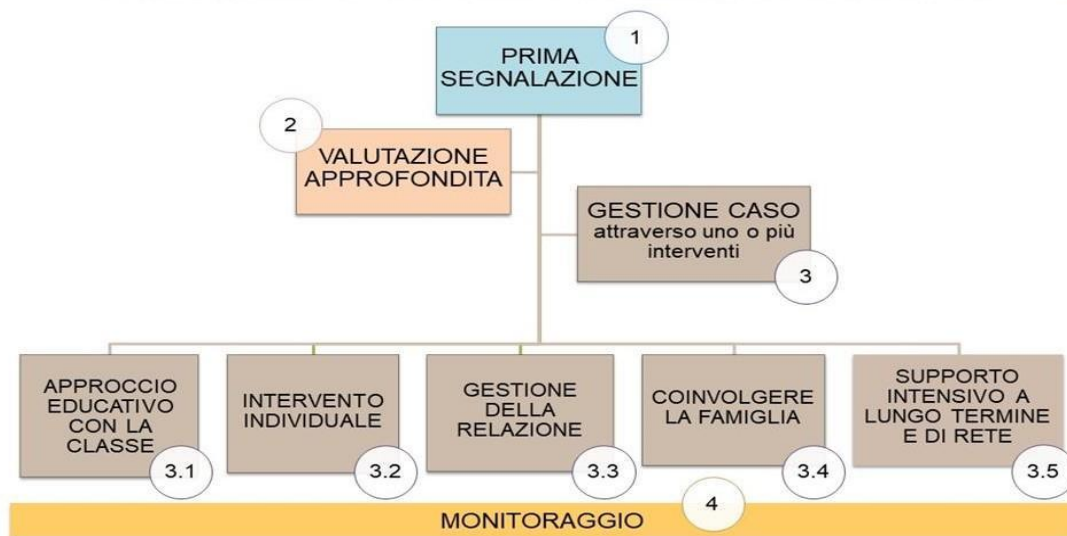 1
PRIMA
SEGNALAZIONE
2
VALUTAZIONE
APPROFONDITA
GESTIONE CASO
attraverso uno o più
interventi
3
APPROCCIO
EDUCATIVO
CON LA
CLASSE
3.1
INTERVENTO
INDIVIDUALE
3.2
GESTIONE
DELLA
RELAZIONE
3.3
COINVOLGERE
LA FAMIGLIA
3.4
SUPPORTO
INTENSIVO A
LUNGO TERMINE
E DI RETE
3.5
4
MONITORAGGIO